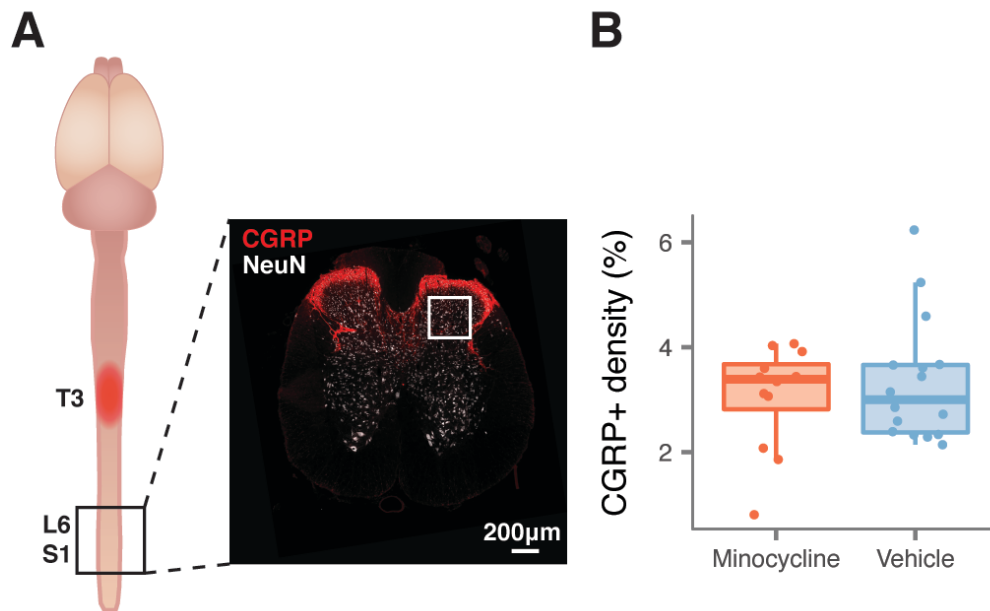 A
T3
L6
S1
CGRP
NeuN
200µm
B
CGRP+ density (%)
6
4
2
Minocycline
Vehicle